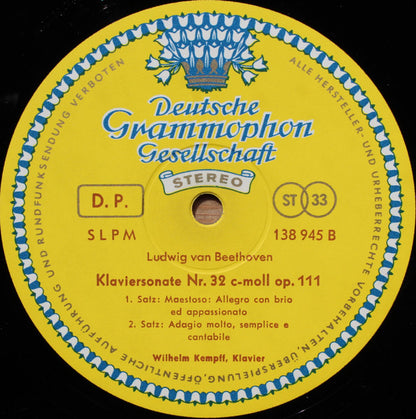 Deutsche
Grammophon
Gesellschaft
STEREO
D. P.
ST 33
SLPM
138 945 B
Ludwig van Beethoven
Klaviersonate Nr. 32 c-moll op. 111
1. Satz: Maestoso: Allegro con brio
ed appassionato
2. Satz: Adagio molto, semplice e
cantabile
Wilhelm Kempff, Klavier
ALLE HERSTELLER- UND URHEBERRECHTE VORBEHALTEN, ÜBERSPIELUNG, ÖFFENTLICHE AUFFÜHRUNG UND RUNDFUNKSENDUNG VERBOTEN